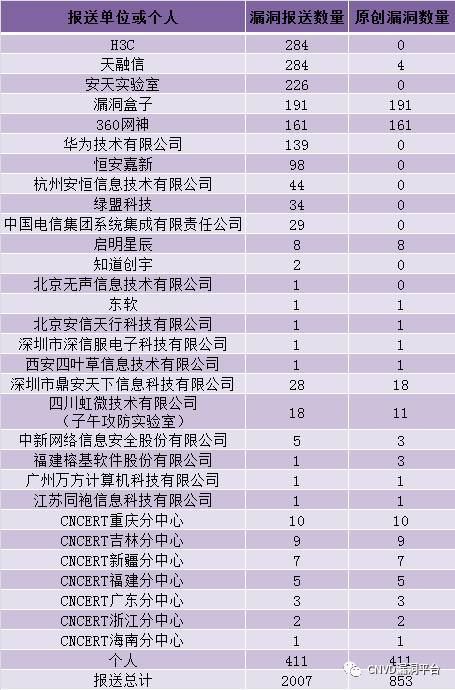 报送单位或个人 漏洞报送数量 原创漏洞数量
H3C 284 0
天融信 284 4
安天实验室 226 0
漏洞盒子 191 191
360网神 161 161
华为技术有限公司 139 0
恒安嘉新 98 0
杭州安恒信息技术有限公司 44 0
绿盟科技 34 0
中国电信集团系统集成有限责任公司 29 0
启明星辰 8 8
知道创宇 2 0
北京无声信息技术有限公司 1 0
东软 1 1
北京安信天行科技有限公司 1 1
深圳市深信服电子科技有限公司 1 1
西安四叶草信息技术有限公司 1 1
深圳市鼎安天下信息科技有限公司 28 18
四川虹微技术有限公司
（子午攻防实验室） 18 11
中新网络信息安全股份有限公司 5 3
福建榕基软件股份有限公司 1 3
广州万方计算机科技有限公司 1 1
江苏同袍信息科技有限公司 1 1
CNCERT重庆分中心 10 10
CNCERT吉林分中心 9 9
CNCERT新疆分中心 7 7
CNCERT福建分中心 5 5
CNCERT广东分中心 3 3
CNCERT浙江分中心 2 2
CNCERT海南分中心 1 1
个人 411 411
报送总计 2007 853
CNVD漏洞平台